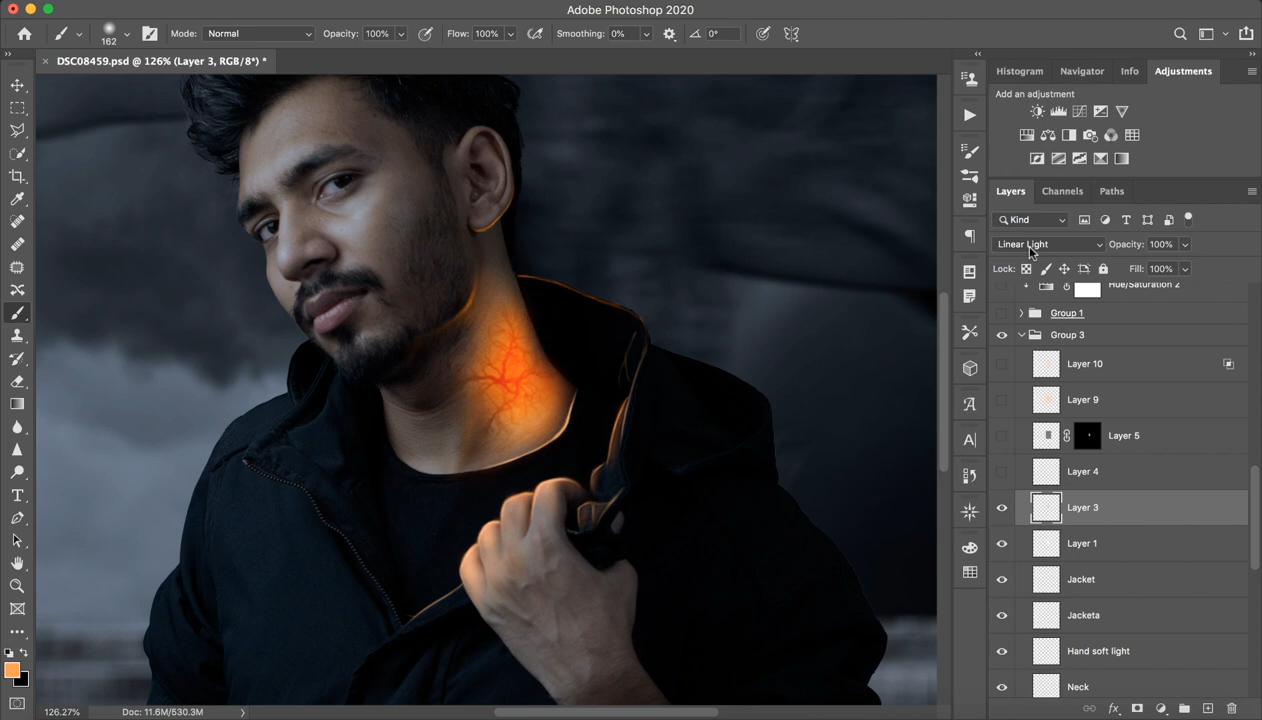 Adobe Photoshop 2020
162 Mode: Normal Opacity: 100% Flow: 100% Smoothing: 0% 0°
DSC08459.psd @ 126% (Layer 3, RGB/8*) *
Histogram Navigator Info Adjustments
Add an adjustment
Layers Channels Paths
Kind
Linear Light Opacity: 100%
Lock: Fill: 100%
Hue/Saturation 2
Group 1
Group 3
Layer 10
Layer 9
Layer 5
Layer 4
Layer 3
Layer 1
Jacket
Jacketa
Hand soft light
Neck
126.27% Doc: 11.6M/530.3M